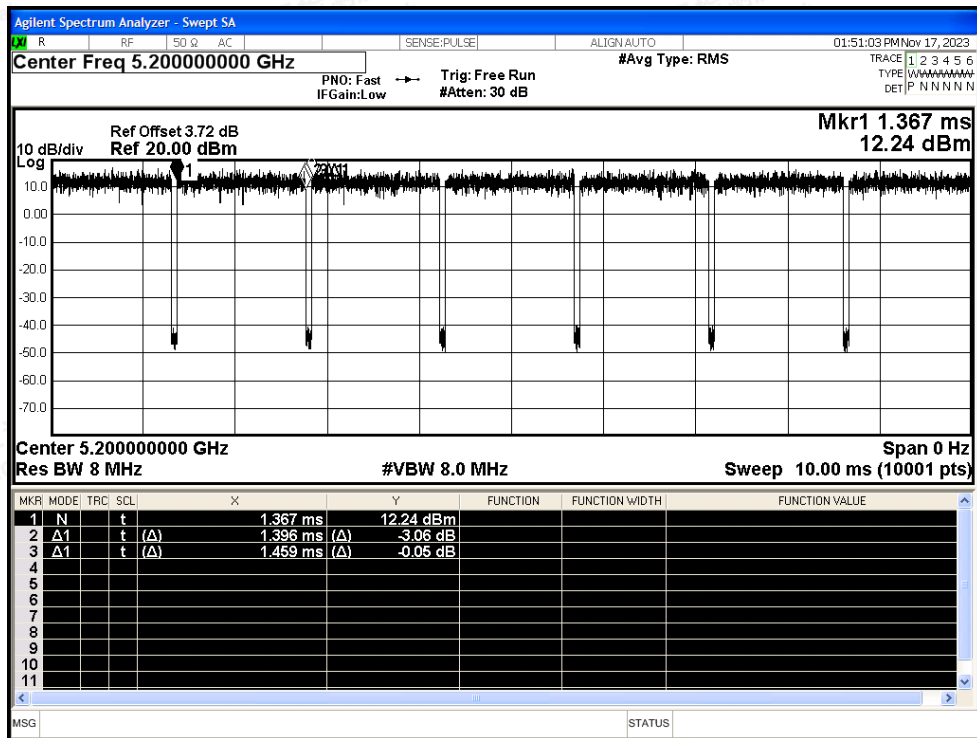 Agilent Spectrum Analyzer - Swept SA
LXI R RF 50 Ω AC SENSE:PULSE ALIGN AUTO 01:51:03 PM Nov 17, 2023
Center Freq 5.200000000 GHz #Avg Type: RMS TRACE 1 2 3 4 5 6
PNO: Fast Trig: Free Run TYPE WWWWWW
IFGain:Low #Atten: 30 dB DET P N N N N N
Mkr1 1.367 ms
Ref Offset 3.72 dB
10 dB/div Ref 20.00 dBm 12.24 dBm
Log
1
10.0
0.00
-10.0
-20.0
-30.0
-40.0
-50.0
-60.0
-70.0
Center 5.200000000 GHz Span 0 Hz
Res BW 8 MHz #VBW 8.0 MHz Sweep 10.00 ms (10001 pts)
MKR MODE TRC SCL X Y FUNCTION FUNCTION WIDTH FUNCTION VALUE
1 N t 1.367 ms 12.24 dBm
2 Δ1 t (Δ) 1.396 ms (Δ) -3.06 dB
3 Δ1 t (Δ) 1.459 ms (Δ) -0.05 dB
4
5
6
7
8
9
10
11
MSG STATUS